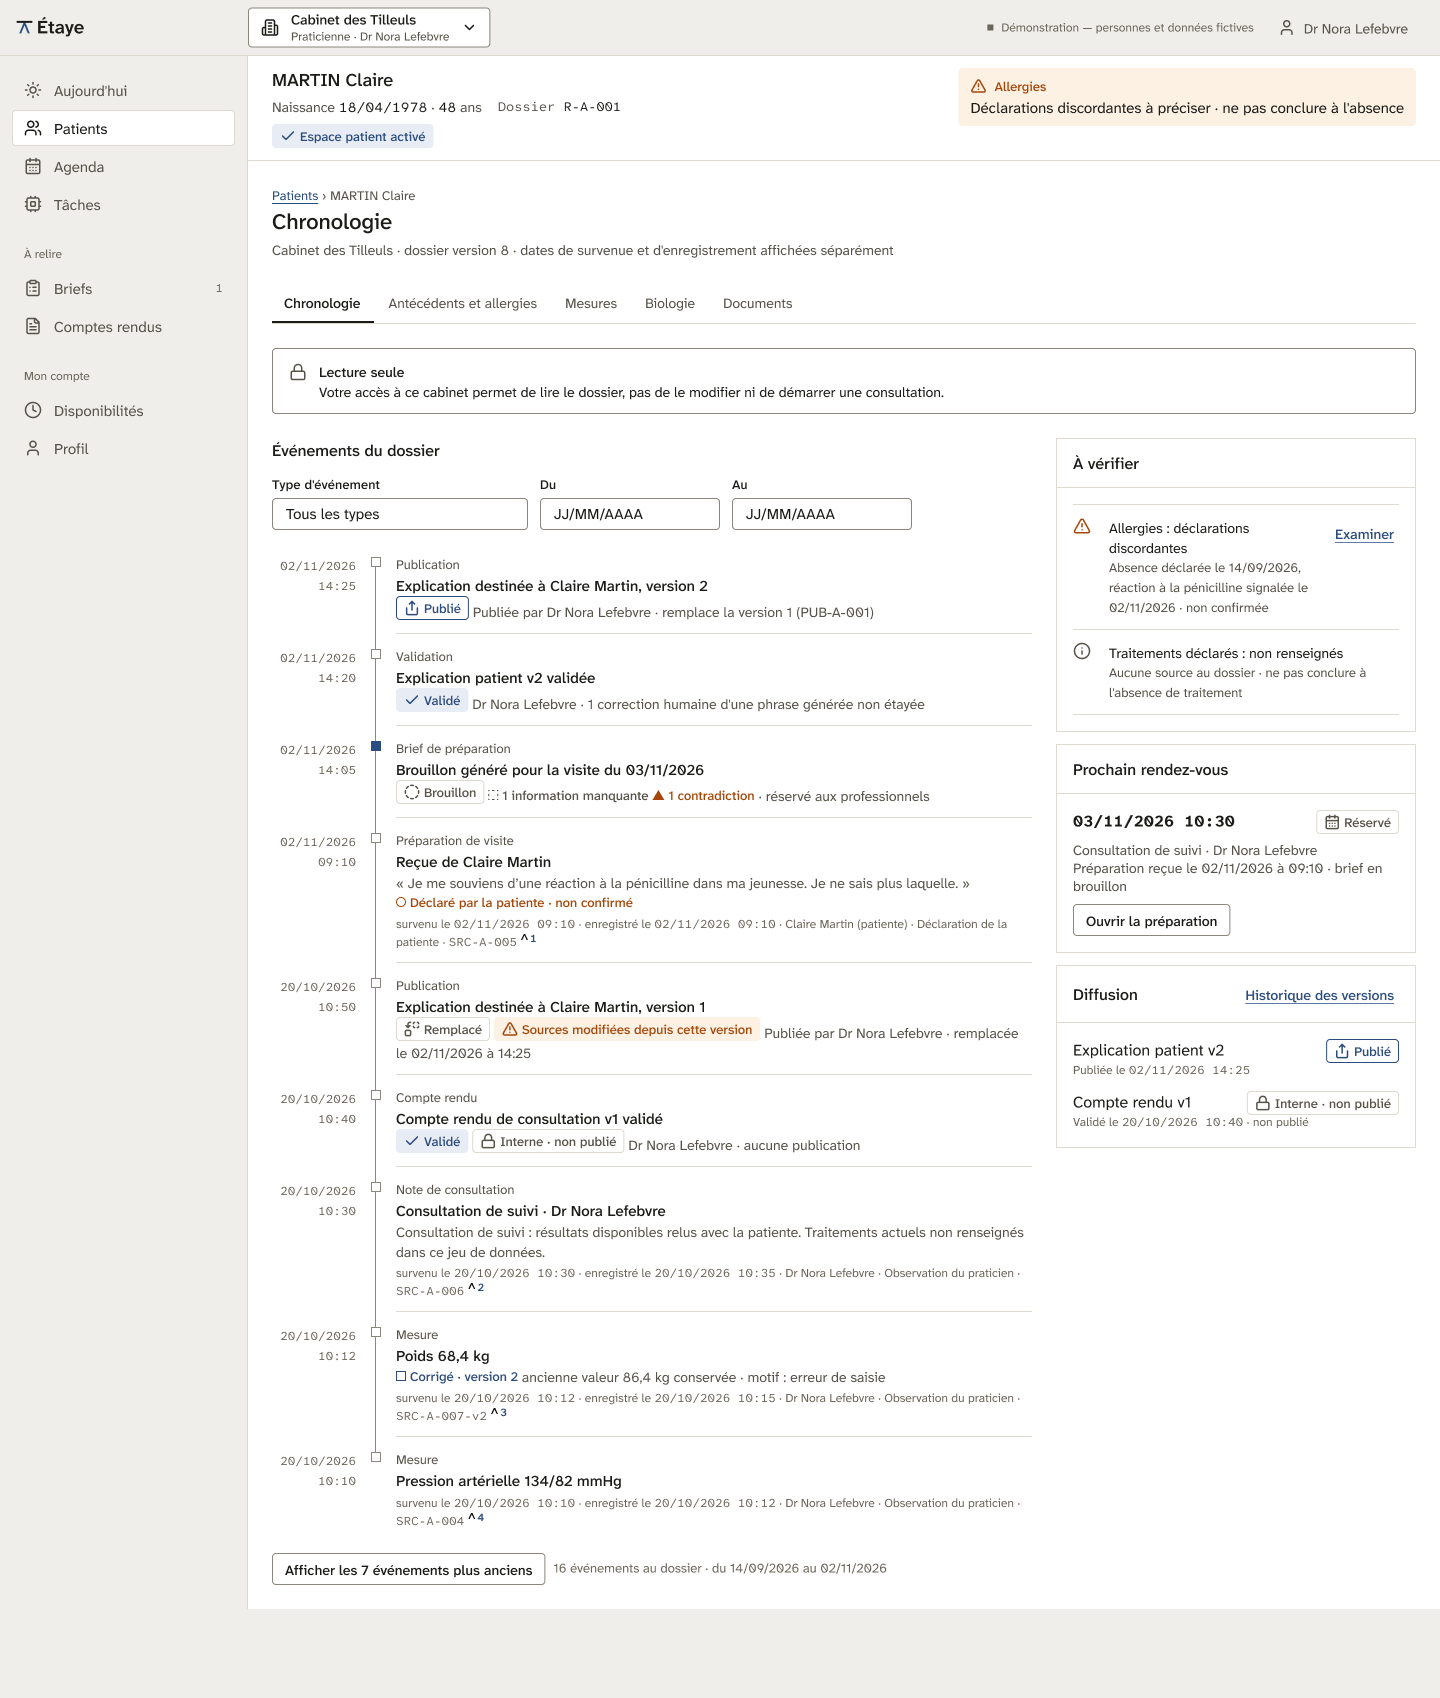 Étaye
Cabinet des Tilleuls
Praticienne · Dr Nora Lefebvre
Démonstration — personnes et données fictives
Dr Nora Lefebvre
Aujourd'hui
Patients
Agenda
Tâches
À relire
Briefs 1
Comptes rendus
Mon compte
Disponibilités
Profil
MARTIN Claire
Naissance 18/04/1978 · 48 ans Dossier R-A-001
Espace patient activé
Allergies
Déclarations discordantes à préciser · ne pas conclure à l'absence
Patients › MARTIN Claire
Chronologie
Cabinet des Tilleuls · dossier version 8 · dates de survenue et d'enregistrement affichées séparément
Chronologie Antécédents et allergies Mesures Biologie Documents
Lecture seule
Votre accès à ce cabinet permet de lire le dossier, pas de le modifier ni de démarrer une consultation.
Événements du dossier
Type d'événement Du Au
Tous les types JJ/MM/AAAA JJ/MM/AAAA
02/11/2026 14:25
Publication
Explication destinée à Claire Martin, version 2
Publié Publiée par Dr Nora Lefebvre · remplace la version 1 (PUB-A-001)
02/11/2026 14:20
Validation
Explication patient v2 validée
Validé Dr Nora Lefebvre · 1 correction humaine d'une phrase générée non étayée
02/11/2026 14:05
Brief de préparation
Brouillon généré pour la visite du 03/11/2026
Brouillon 1 information manquante 1 contradiction · réservé aux professionnels
02/11/2026 09:10
Préparation de visite
Reçue de Claire Martin
« Je me souviens d’une réaction à la pénicilline dans ma jeunesse. Je ne sais plus laquelle. »
Déclaré par la patiente · non confirmé
survenu le 02/11/2026 09:10 · enregistré le 02/11/2026 09:10 · Claire Martin (patiente) · Déclaration de la
patiente · SRC-A-005 ^1
20/10/2026 10:50
Publication
Explication destinée à Claire Martin, version 1
Remplacé Sources modifiées depuis cette version Publiée par Dr Nora Lefebvre · remplacée
le 02/11/2026 à 14:25
20/10/2026 10:40
Compte rendu
Compte rendu de consultation v1 validé
Validé Interne · non publié Dr Nora Lefebvre · aucune publication
20/10/2026 10:30
Note de consultation
Consultation de suivi · Dr Nora Lefebvre
Consultation de suivi : résultats disponibles relus avec la patiente. Traitements actuels non renseignés
dans ce jeu de données.
survenu le 20/10/2026 10:30 · enregistré le 20/10/2026 10:35 · Dr Nora Lefebvre · Observation du praticien ·
SRC-A-006 ^2
20/10/2026 10:12
Mesure
Poids 68,4 kg
Corrigé · version 2 ancienne valeur 86,4 kg conservée · motif : erreur de saisie
survenu le 20/10/2026 10:12 · enregistré le 20/10/2026 10:15 · Dr Nora Lefebvre · Observation du praticien ·
SRC-A-007-v2 ^3
20/10/2026 10:10
Mesure
Pression artérielle 134/82 mmHg
survenu le 20/10/2026 10:10 · enregistré le 20/10/2026 10:12 · Dr Nora Lefebvre · Observation du praticien ·
SRC-A-004 ^4
Afficher les 7 événements plus anciens 16 événements au dossier · du 14/09/2026 au 02/11/2026
À vérifier
Allergies : déclarations
discordantes
Examiner
Absence déclarée le 14/09/2026,
réaction à la pénicilline signalée le
02/11/2026 · non confirmée
Traitements déclarés : non renseignés
Aucune source au dossier · ne pas conclure à
l'absence de traitement
Prochain rendez-vous
03/11/2026 10:30 Réservé
Consultation de suivi · Dr Nora Lefebvre
Préparation reçue le 02/11/2026 à 09:10 · brief en
brouillon
Ouvrir la préparation
Diffusion Historique des versions
Explication patient v2 Publié
Publiée le 02/11/2026 14:25
Compte rendu v1 Interne · non publié
Validé le 20/10/2026 10:40 · non publié